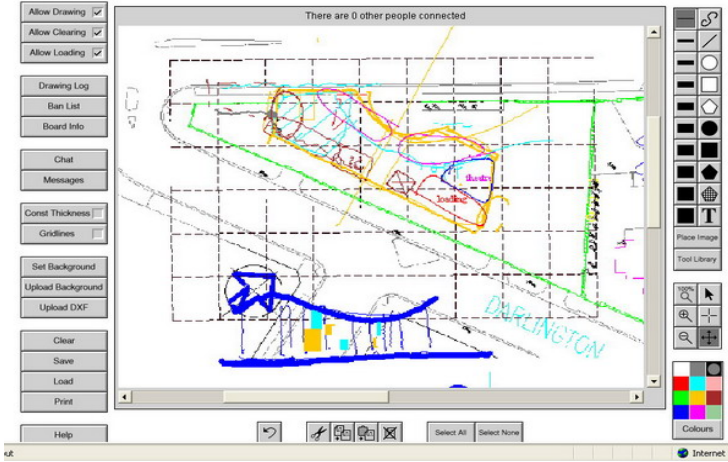 There are 0 other people connected
Allow Drawing
Allow Clearing
Allow Loading
Drawing Log
Ban List
Board Info
Chat
Messages
Const Thickness
Gridlines
Set Background
Upload Background
Upload DXF
Clear
Save
Load
Print
Help
theatre
loading
DARLINGTON
T
Place Image
Tool Library
100%
Colours
Select All
Select None
out
Internet